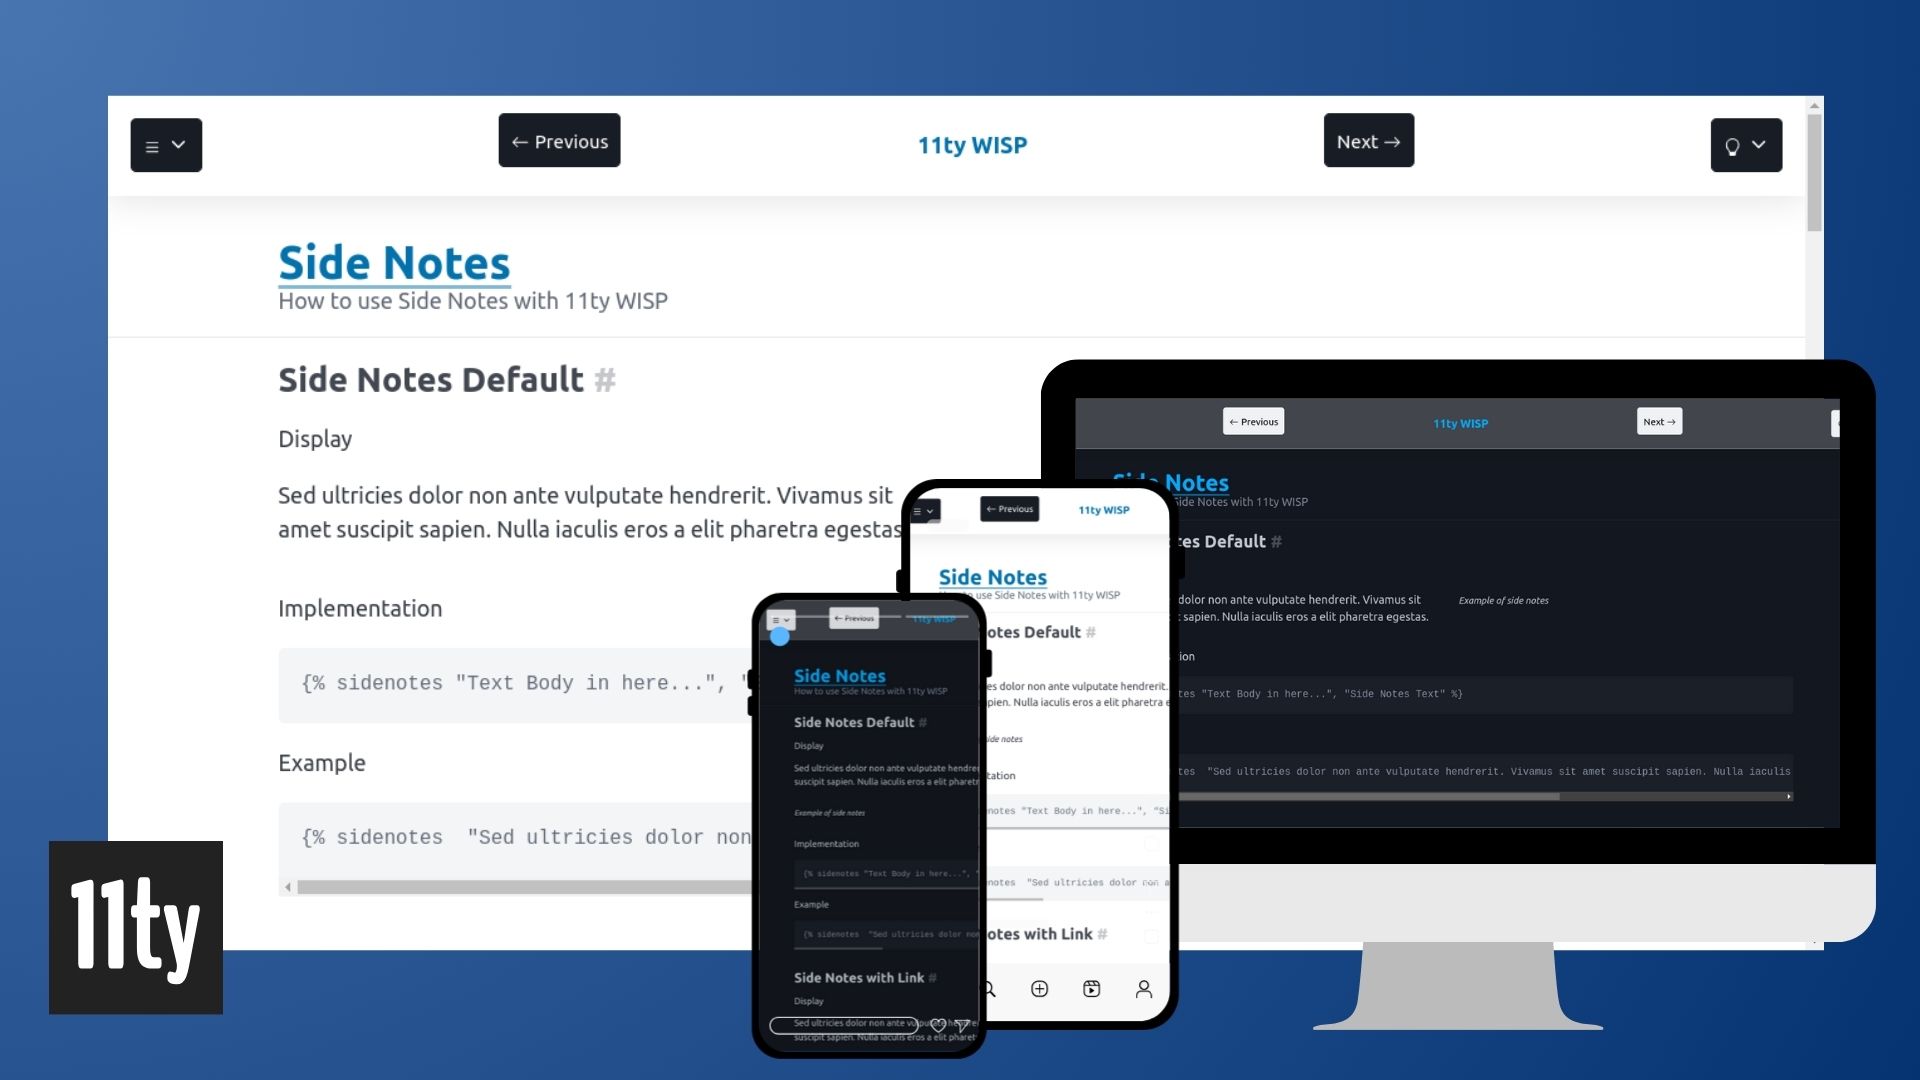 ← Previous
11ty WISP
Next →
Side Notes
How to use Side Notes with 11ty WISP
Side Notes Default #
Display
Sed ultricies dolor non ante vulputate hendrerit. Vivamus sit
amet suscipit sapien. Nulla iaculis eros a elit pharetra egestas
Implementation
{% sidenotes "Text Body in here...", "
Example
{% sidenotes  "Sed ultricies dolor non
11ty
← Previous
11ty WISP
Next →
Side Notes
Side Notes with 11ty WISP
tes Default #
dolor non ante vulputate hendrerit. Vivamus sit
sapien. Nulla iaculis eros a elit pharetra egestas.
Example of side notes
ion
tes "Text Body in here...", "Side Notes Text" %}
tes  "Sed ultricies dolor non ante vulputate hendrerit. Vivamus sit amet suscipit sapien. Nulla iaculis
← Previous
11ty WISP
Side Notes
How to use Side Notes with 11ty WISP
otes Default #
es dolor non ante vulputate hendrerit.
pien. Nulla iaculis eros a elit pharetra e
ide notes
tation
notes "Text Body in here...", "Si
notes  "Sed ultricies dolor non a
otes with Link #
← Previous
11ty WISP
Side Notes
How to use Side Notes with 11ty WISP
Side Notes Default #
Display
Sed ultricies dolor non ante vulputate hendre
suscipit sapien. Nulla iaculis eros a elit pharet
Example of side notes
Implementation
{% sidenotes "Text Body in here...", "
Example
{% sidenotes  "Sed ultricies dolor non
Side Notes with Link #
Display
Sed ultricies dolor non ante vulputate hendre
suscipit sapien. Nulla iaculis eros a elit pharet